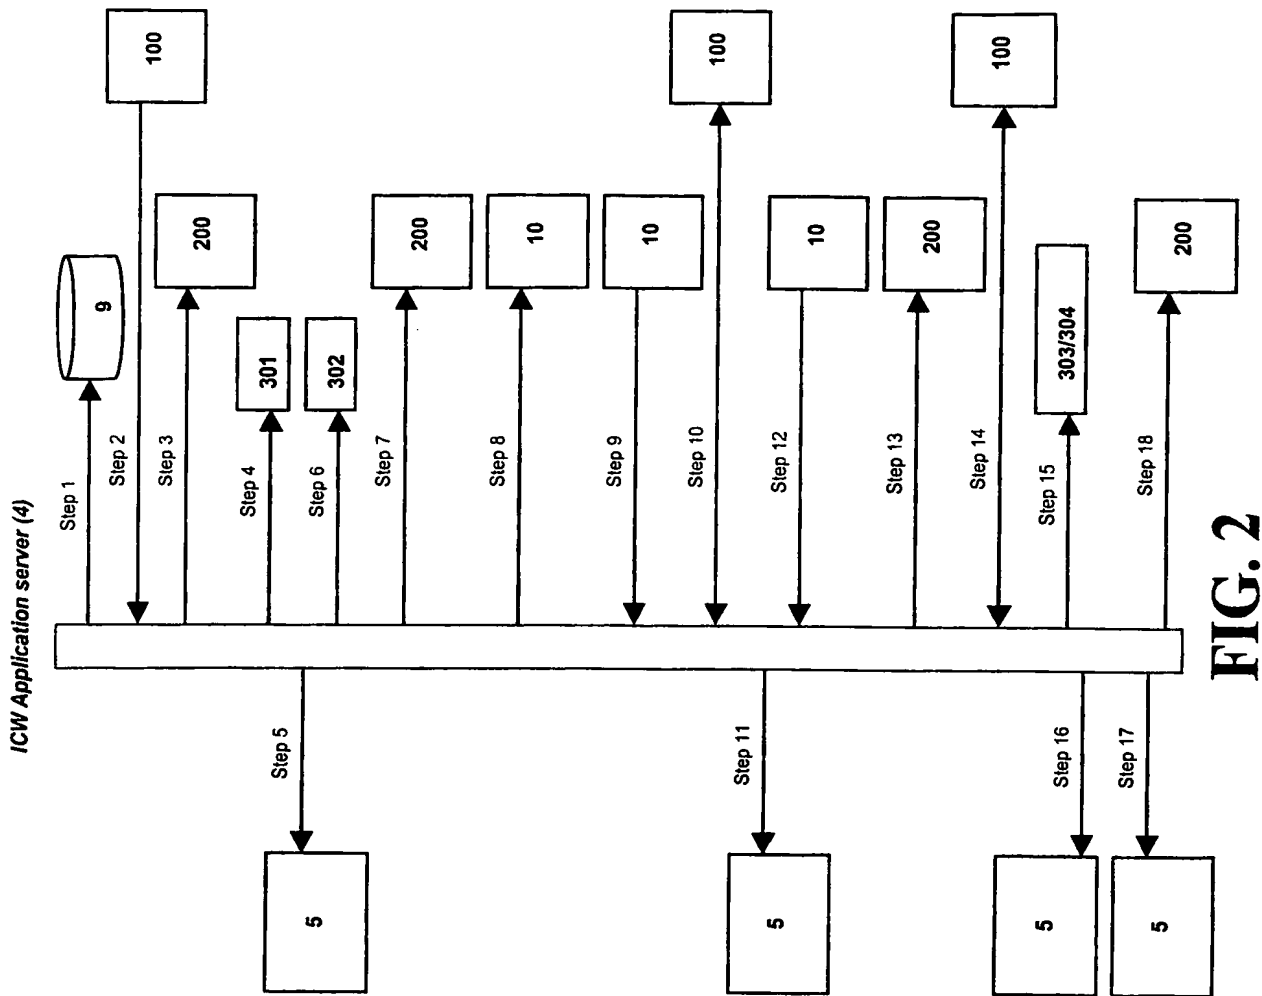 ICW Application server (4)
9
Step 1
100
Step 2
200
Step 3
301
Step 4
5
Step 5
302
Step 6
200
Step 7
10
Step 8
10
Step 9
100
Step 10
5
Step 11
10
Step 12
200
Step 13
100
Step 14
303/304
Step 15
5
Step 16
5
Step 17
200
Step 18
FIG. 2